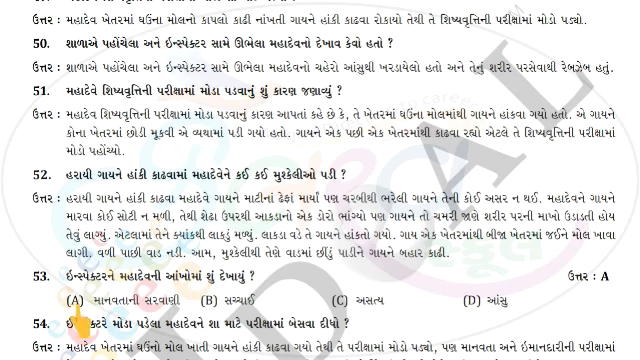 ઉત્તર : મહાદેવ ખેતરમાં ઘઉંના મોલનો કાપલો કાઢી નાંખતી ગાયને હાંકી કાઢવા રોકાયો તેથી તે શિષ્યવૃત્તિની પરીક્ષામાં મોડો પડ્યો.
50. શાળાએ પહોંચેલા અને ઇન્સ્પેક્ટર સામે ઊભેલા મહાદેવનો દેખાવ કેવો હતો ?
ઉત્તર : શાળાએ પહોંચેલા અને ઇન્સ્પેક્ટર સામે ઊભેલા મહાદેવનો ચહેરો આંસુથી ખરડાયેલો હતો અને તેનું શરીર પરસેવાથી રેબઝેબ હતું.
51. મહાદેવે શિષ્યવૃત્તિની પરીક્ષામાં મોડા પડવાનું શું કારણ જણાવ્યું ?
ઉત્તર : મહાદેવ શિષ્યવૃત્તિની પરીક્ષામાં મોડા પડવાનું કારણ આપતાં કહે છે કે, તે ખેતરમાં ઘઉંના મોલમાંથી ગાયને હાંકવા ગયો હતો. એ ગાયને
કોના ખેતરમાં છોડી મૂકવી એ વ્યથામાં પડી ગયો હતો. ગાયને એક પછી એક ખેતરમાંથી કાઢવા રહ્યો એટલે તે શિષ્યવૃત્તિની પરીક્ષામાં
મોડો પહોંચ્યો.
52. હરાયી ગાયને હાંકી કાઢવામાં મહાદેવને કઈ કઈ મુશ્કેલીઓ પડી ?
ઉત્તર : હરાયી ગાયને હાંકી કાઢવા મહાદેવે ગાયને માટીનાં ઢેફાં માર્યાં પણ ચરબીથી ભરેલી ગાયને તેની કોઈ અસર ન થઈ. મહાદેવને ગાયને
મારવા કોઈ સોટી ન મળી, તેથી શેઢા ઉપરથી આકડાનો એક ડોરો ભાંગ્યો પણ ગાયને તો ચમરી જાણે શરીર પરની માખો ઉડાડતી હોય
તેવું લાગ્યું. એટલામાં તેને ક્યાંકથી લાકડું મળ્યું. લાકડા વડે તે ગાયને હાંકતો ગયો. ગાય એક ખેતરમાંથી બીજા ખેતરમાં જઈને મોલ ખાવા
લાગી. વળી પાછી વાડ નડી. આમ, મુશ્કેલીથી તેણે વાડમાં છીંડું પાડીને ગાયને બહાર કાઢી.
53. ઇન્સ્પેક્ટરને મહાદેવની આંખોમાં શું દેખાયું ? ઉત્તર : A
(A) માનવતાની સરવાણી (B) સચ્ચાઈ (C) અસત્ય (D) આંસુ
54. મોડા પડેલા મહાદેવને શા માટે પરીક્ષામાં બેસવા દીધો ?
ઉત્તર : મહાદેવ ખેતરમાં ઘઉંનો મોલ ખાતી ગાયને હાંકી કાઢવા ગયો તેથી તે પરીક્ષામાં મોડો પડ્યો, પણ માનવતા અને ઇમાનદારીની પરીક્ષામાં